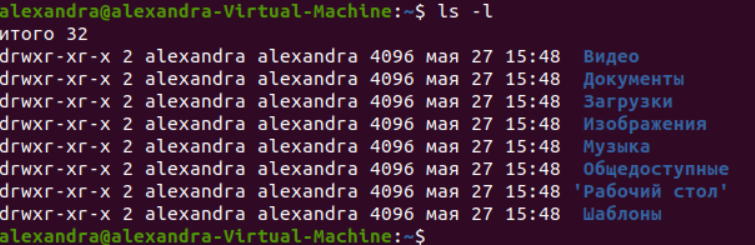 alexandra@alexandra-Virtual-Machine:~$ ls -l
итого 32
drwxr-xr-x 2 alexandra alexandra 4096 мая 27 15:48  Видео
drwxr-xr-x 2 alexandra alexandra 4096 мая 27 15:48  Документы
drwxr-xr-x 2 alexandra alexandra 4096 мая 27 15:48  Загрузки
drwxr-xr-x 2 alexandra alexandra 4096 мая 27 15:48  Изображения
drwxr-xr-x 2 alexandra alexandra 4096 мая 27 15:48  Музыка
drwxr-xr-x 2 alexandra alexandra 4096 мая 27 15:48  Общедоступные
drwxr-xr-x 2 alexandra alexandra 4096 мая 27 15:48 'Рабочий стол'
drwxr-xr-x 2 alexandra alexandra 4096 мая 27 15:48  Шаблоны
alexandra@alexandra-Virtual-Machine:~$